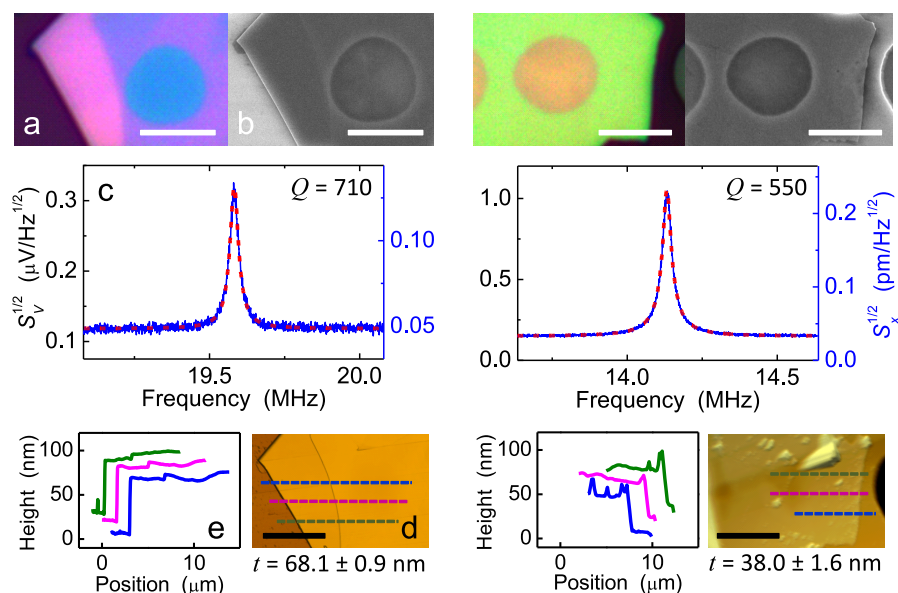 a
b
c
Q = 710
Q = 550
S_V^1/2 (μV/Hz^1/2)
0.3
0.2
0.1
0.10
0.05
19.5
20.0
Frequency (MHz)
1.0
0.5
0.0
0.2
0.1
0.0
S_x^1/2 (pm/Hz^1/2)
14.0
14.5
Frequency (MHz)
Height (nm)
100
50
0
0
10
Position (μm)
e
d
t = 68.1 ± 0.9 nm
Height (nm)
100
50
0
0
10
Position (μm)
t = 38.0 ± 1.6 nm